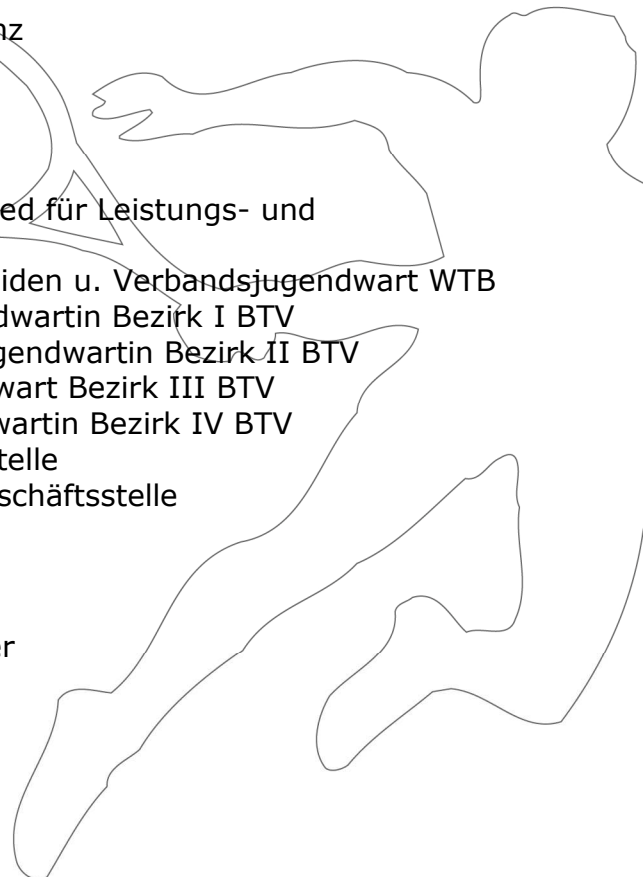 nz
ed für Leistungs- und
iden u. Verbandsjugendwart WTB
dwartin Bezirk I BTV
gendwartin Bezirk II BTV
wart Bezirk III BTV
wartin Bezirk IV BTV
telle
schäftsstelle
er